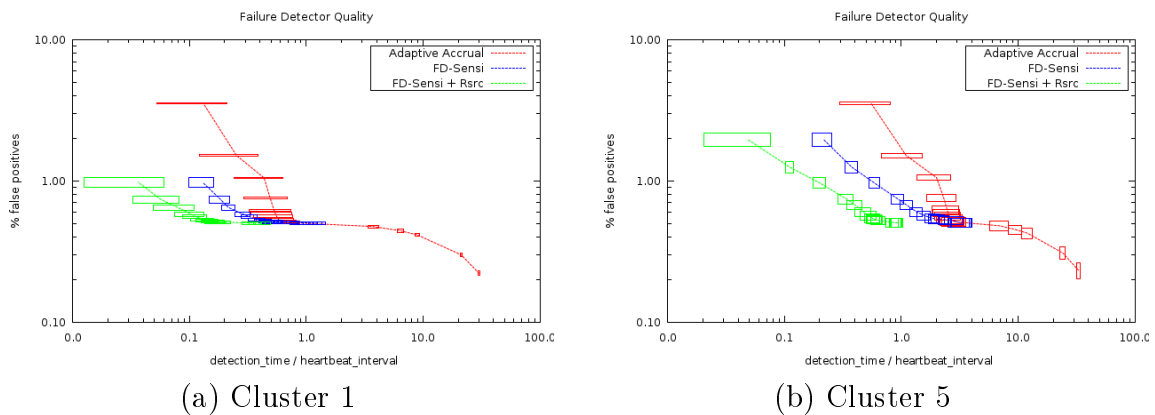 Failure Detector Quality
10.00
1.00
0.10
% false positives
Adaptive Accrual
FD-Sensi
FD-Sensi + Rsrc
0.0 0.1 1.0 10.0 100.0
detection_time / heartbeat_interval
(a) Cluster 1
Failure Detector Quality
10.00
1.00
0.10
% false positives
Adaptive Accrual
FD-Sensi
FD-Sensi + Rsrc
0.0 0.1 1.0 10.0 100.0
detection_time / heartbeat_interval
(b) Cluster 5